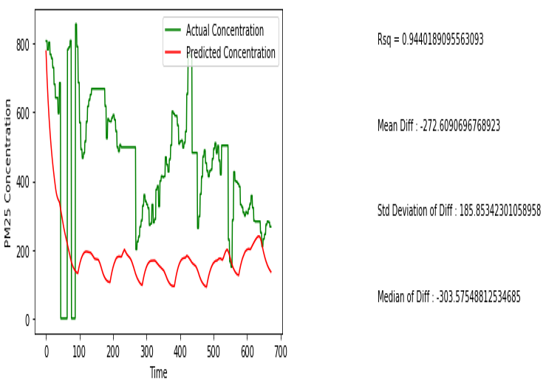 Actual Concentration
Predicted Concentration
800
600
400
200
0
PM25 Concentration
0 100 200 300 400 500 600 700
Time
Rsq = 0.9440189095563093
Mean Diff : -272.6090696768923
Std Deviation of Diff : 185.85342301058958
Median of Diff : -303.57548812534685